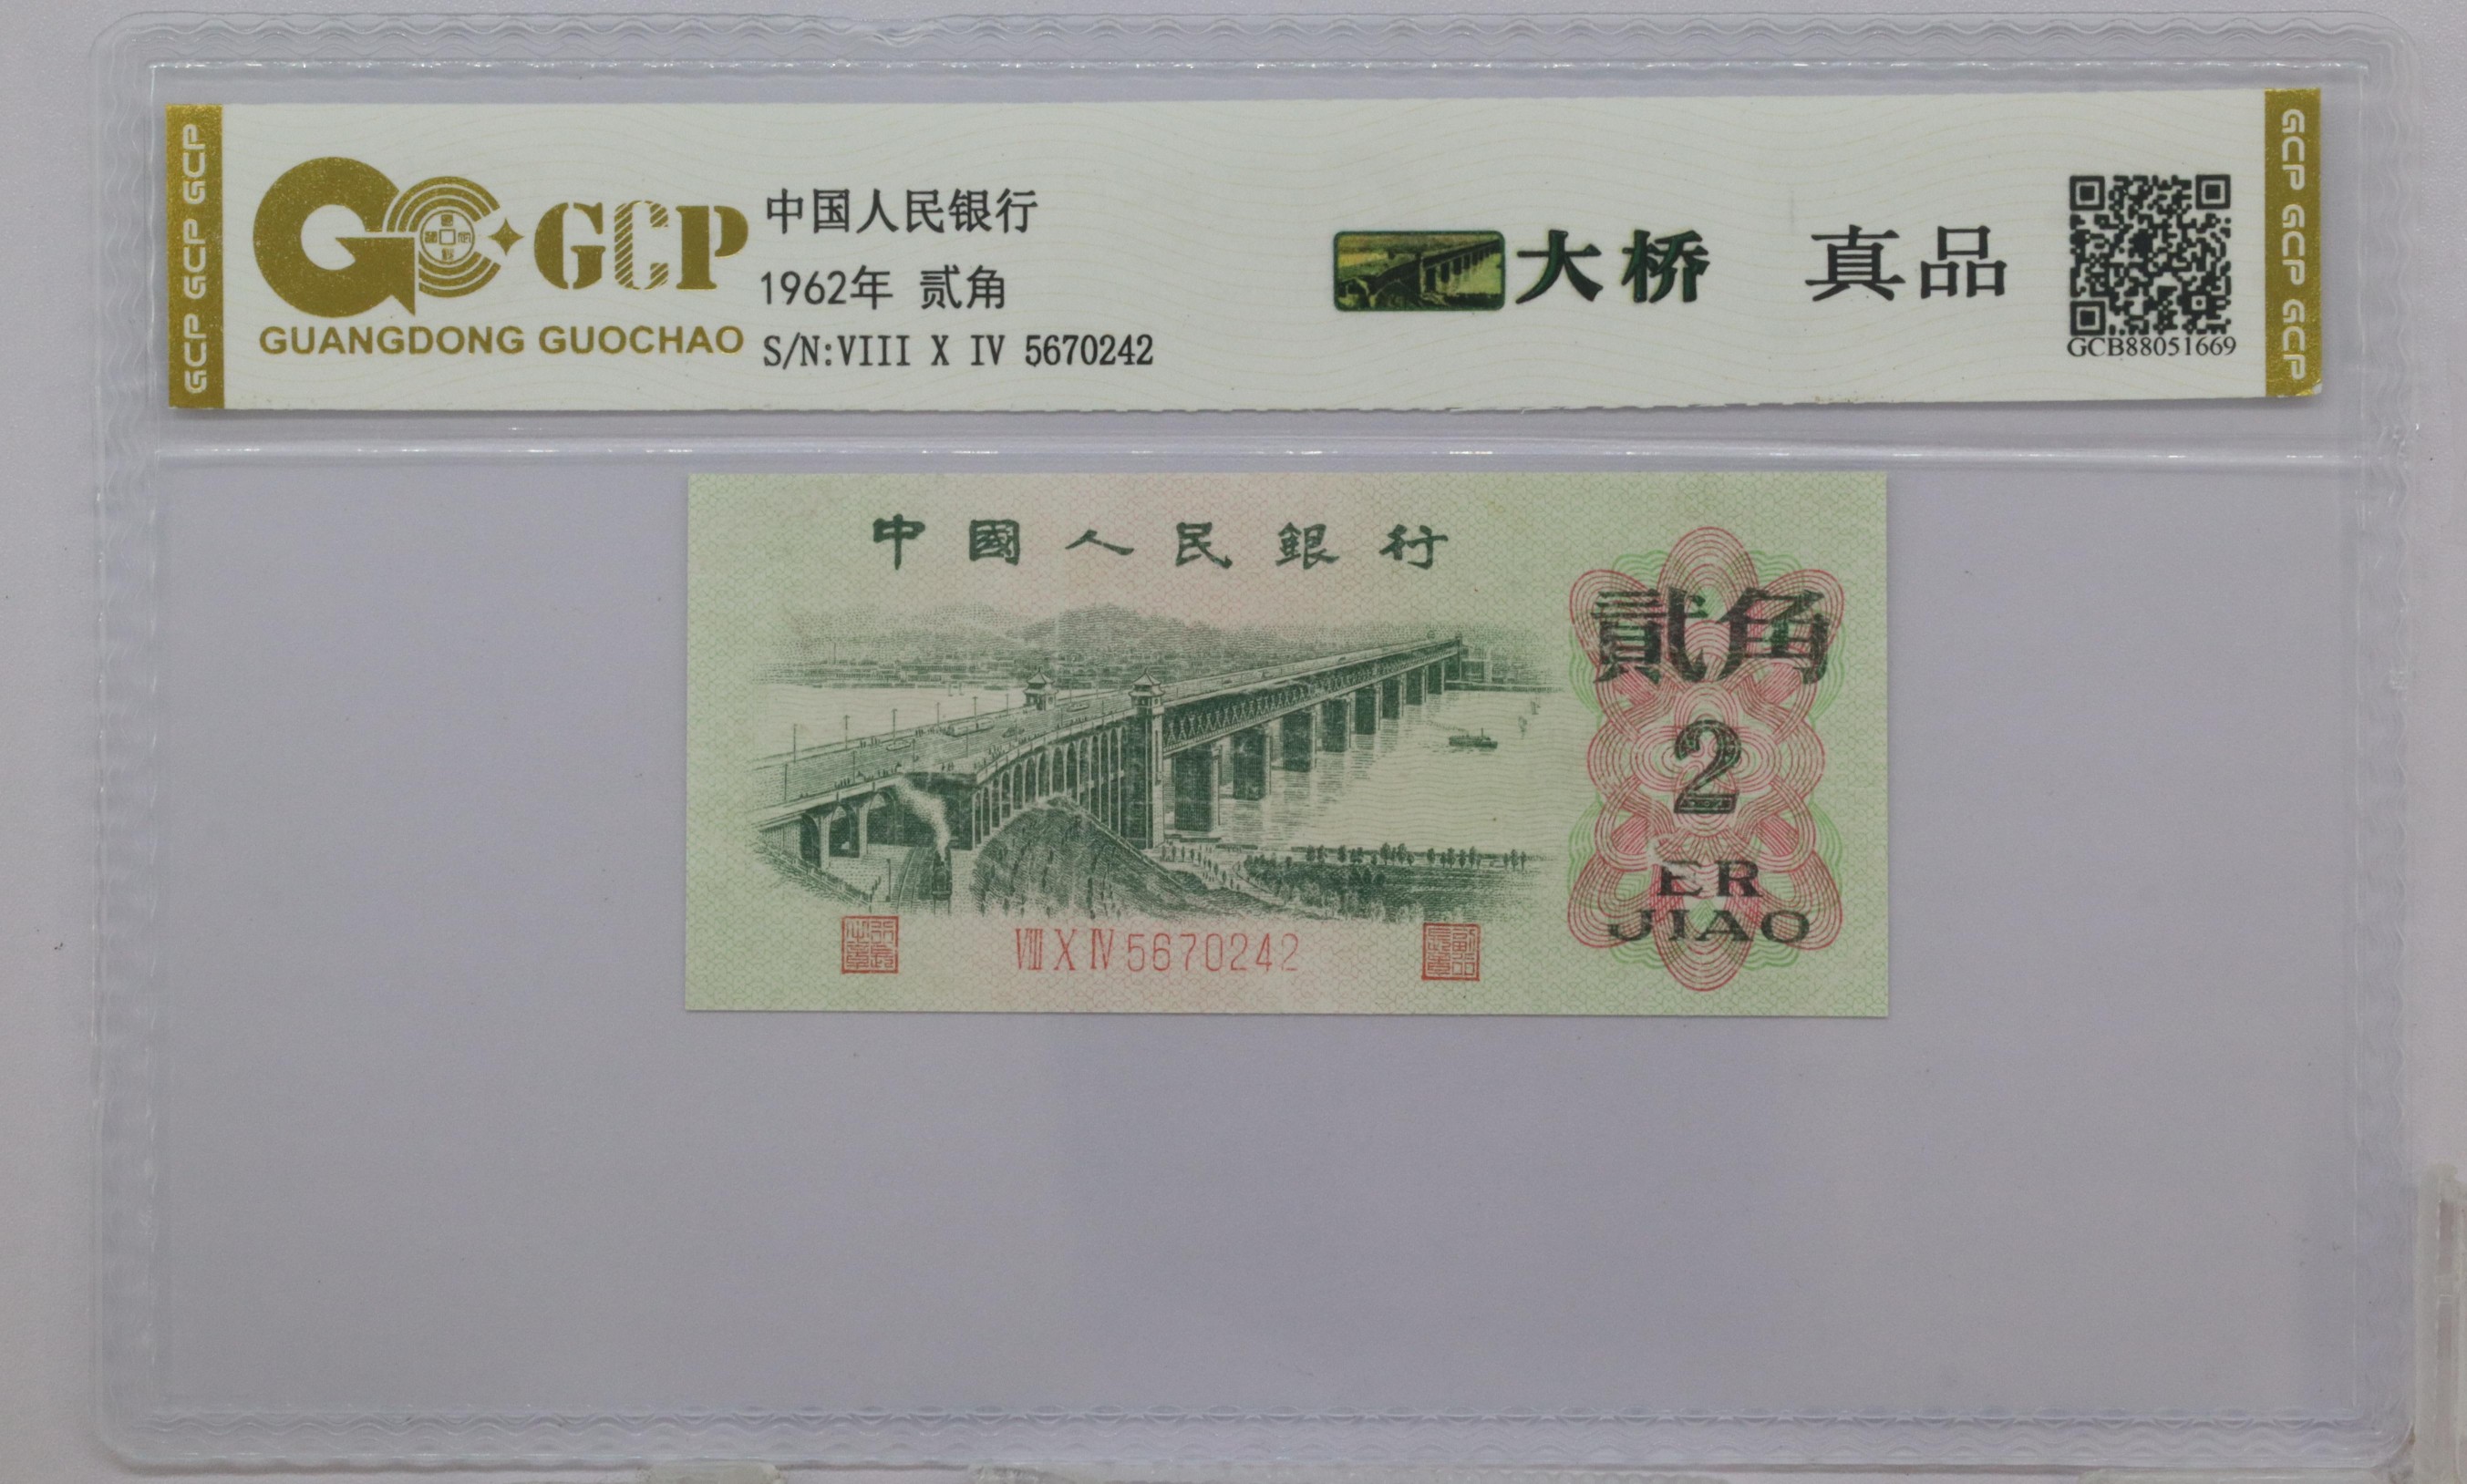 GCP GCP GCP
GCP
GUANGDONG GUOCHAO
中国人民银行
1962年 贰角
S/N:VIII X IV 5670242
大桥 真品
GCB88051669
GCP GCP GCP
中國人民銀行
貳角
2
ER
JIAO
VIII X IV 5670242